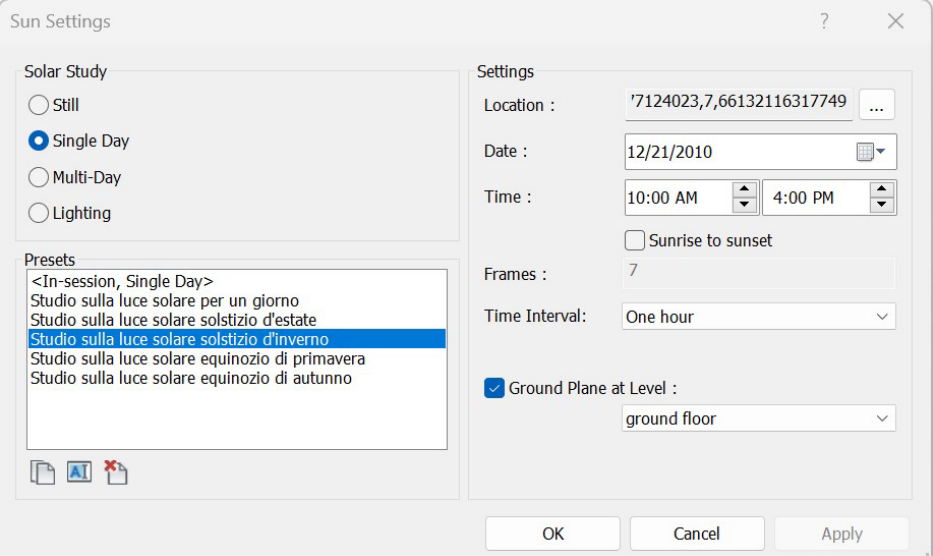 Sun Settings
?
Solar Study
Still
Single Day
Multi-Day
Lighting
Presets
<In-session, Single Day>
Studio sulla luce solare per un giorno
Studio sulla luce solare solstizio d'estate
Studio sulla luce solare solstizio d'inverno
Studio sulla luce solare equinozio di primavera
Studio sulla luce solare equinozio di autunno
AI
Settings
Location : '7124023,7,66132116317749 ...
Date : 12/21/2010
Time : 10:00 AM 4:00 PM
Sunrise to sunset
Frames : 7
Time Interval: One hour
Ground Plane at Level :
ground floor
OK Cancel Apply